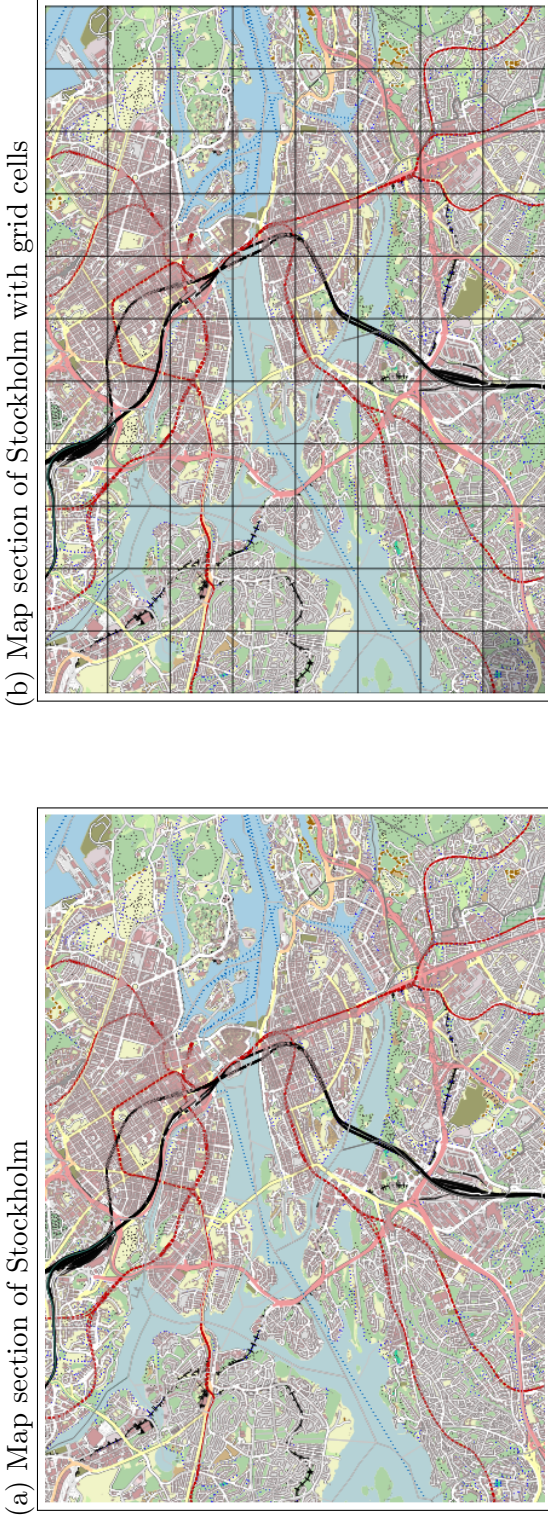 (a) Map section of Stockholm
(b) Map section of Stockholm with grid cells